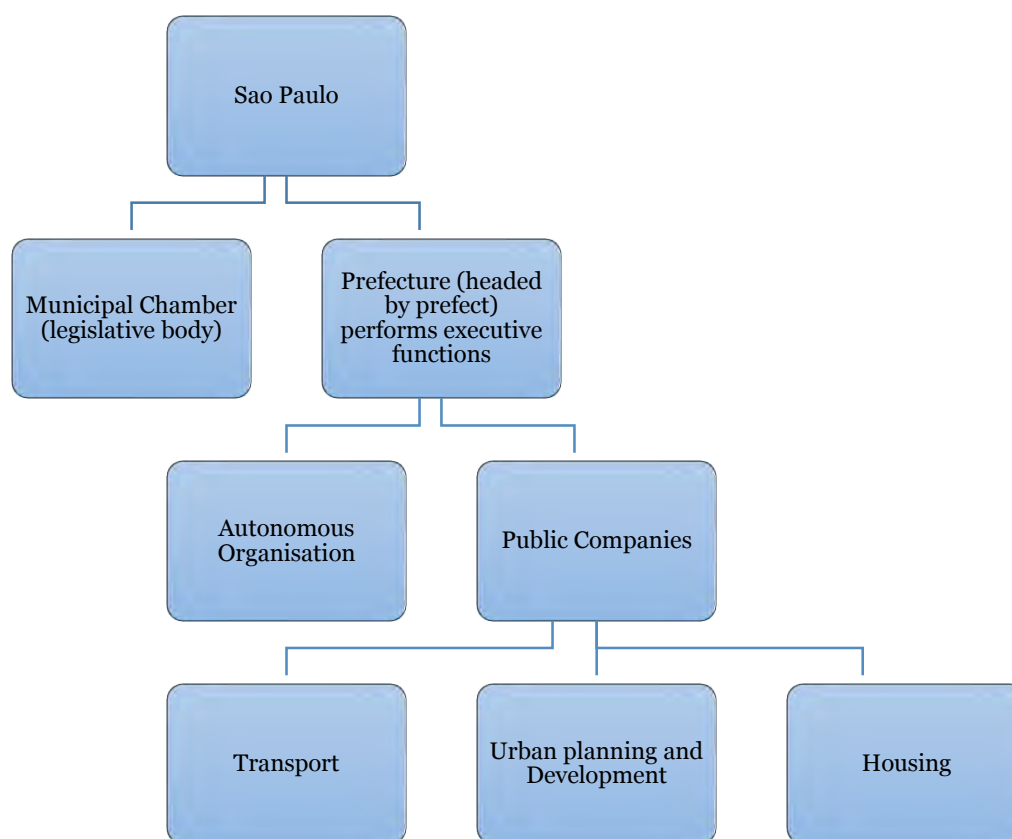 Sao Paulo
Municipal Chamber
(legislative body)
Prefecture (headed
by prefect)
performs executive
functions
Autonomous
Organisation
Public Companies
Transport
Urban planning and
Development
Housing